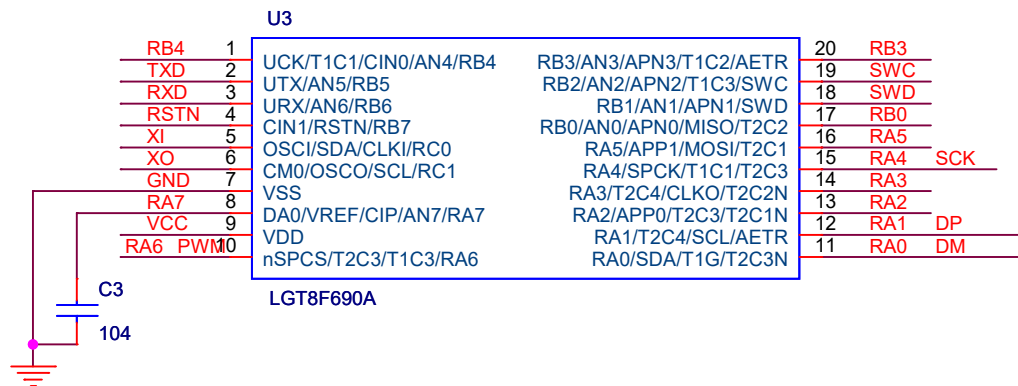 U3
RB4 1 UCK/T1C1/CIN0/AN4/RB4 RB3/AN3/APN3/T1C2/AETR 20 RB3
TXD 2 UTX/AN5/RB5 RB2/AN2/APN2/T1C3/SWC 19 SWC
RXD 3 URX/AN6/RB6 RB1/AN1/APN1/SWD 18 SWD
RSTN 4 CIN1/RSTN/RB7 RB0/AN0/APN0/MISO/T2C2 17 RB0
XI 5 OSCI/SDA/CLKI/RC0 RA5/APP1/MOSI/T2C1 16 RA5
XO 6 CM0/OSCO/SCL/RC1 RA4/SPCK/T1C1/T2C3 15 RA4 SCK
GND 7 VSS RA3/T2C4/CLKO/T2C2N 14 RA3
RA7 8 DA0/VREF/CIP/AN7/RA7 RA2/APP0/T2C3/T2C1N 13 RA2
VCC 9 VDD RA1/T2C4/SCL/AETR 12 RA1 DP
RA6 PWM 10 nSPCS/T2C3/T1C3/RA6 RA0/SDA/T1G/T2C3N 11 RA0 DM
LGT8F690A
C3
104